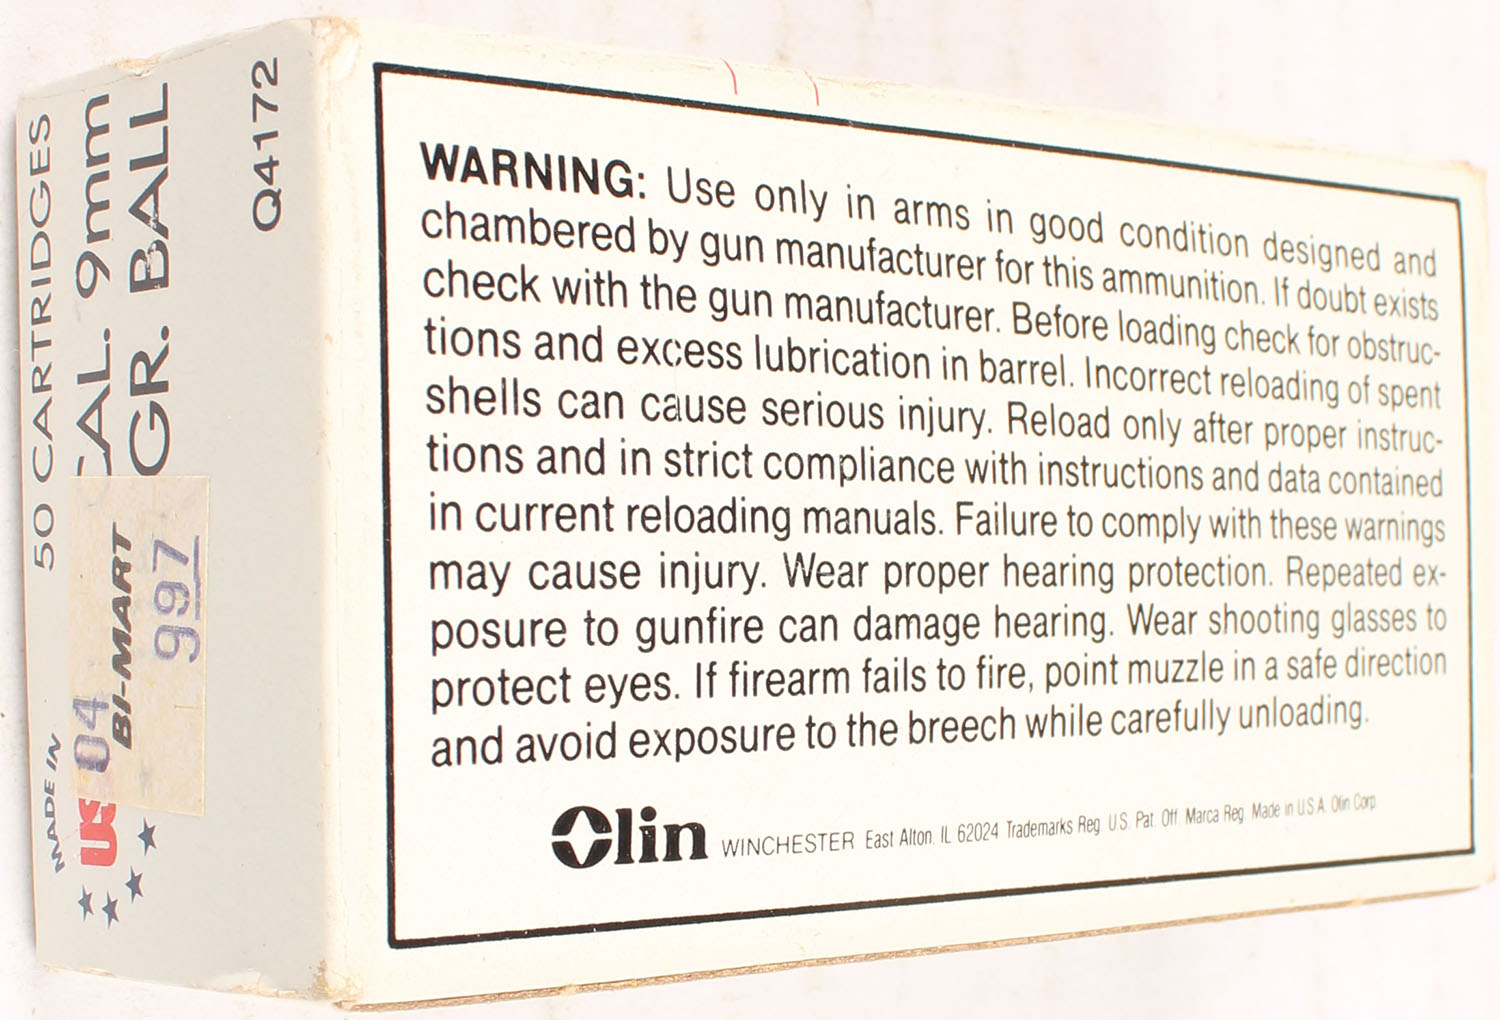 50 CARTRIDGES
CAL. 9mm
GR. BALL
Q4172
MADE IN
US
04
BI-MART
997
WARNING: Use only in arms in good condition designed and
chambered by gun manufacturer for this ammunition. If doubt exists
check with the gun manufacturer. Before loading check for obstruc-
tions and excess lubrication in barrel. Incorrect reloading of spent
shells can cause serious injury. Reload only after proper instruc-
tions and in strict compliance with instructions and data contained
in current reloading manuals. Failure to comply with these warnings
may cause injury. Wear proper hearing protection. Repeated ex-
posure to gunfire can damage hearing. Wear shooting glasses to
protect eyes. If firearm fails to fire, point muzzle in a safe direction
and avoid exposure to the breech while carefully unloading.
Olin WINCHESTER East Alton, IL 62024 Trademarks Reg. U.S. Pat. Off. Marca Reg. Made in U.S.A. Olin Corp.